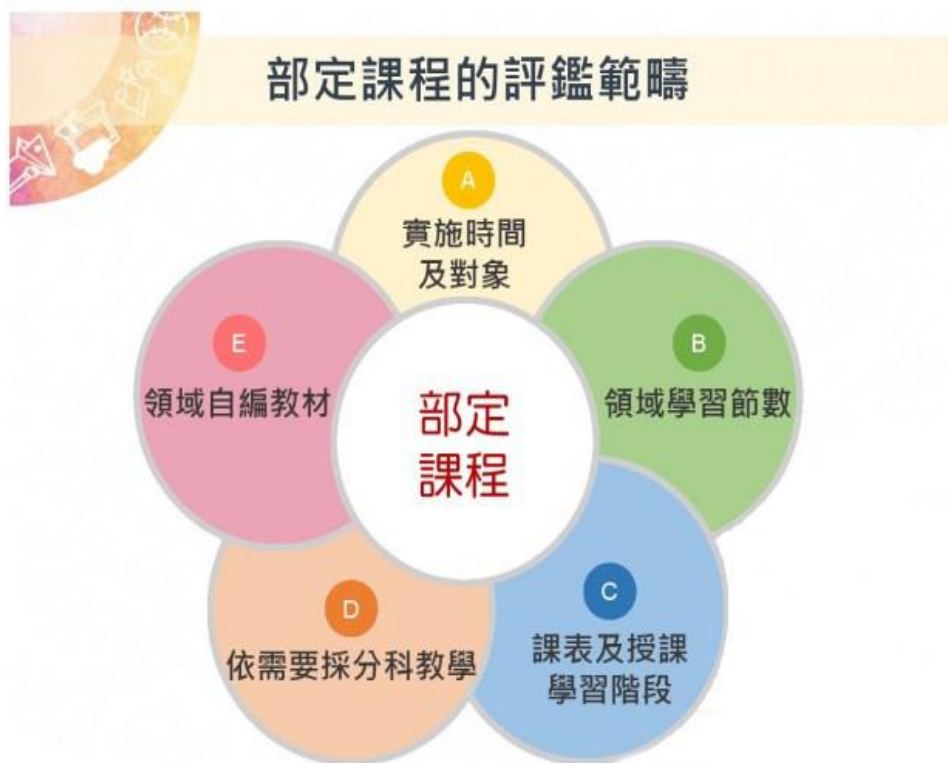 部定課程的評鑑範疇
A
實施時間
及對象
B
領域學習節數
C
課表及授課
學習階段
D
依需要採分科教學
E
領域自編教材
部定
課程